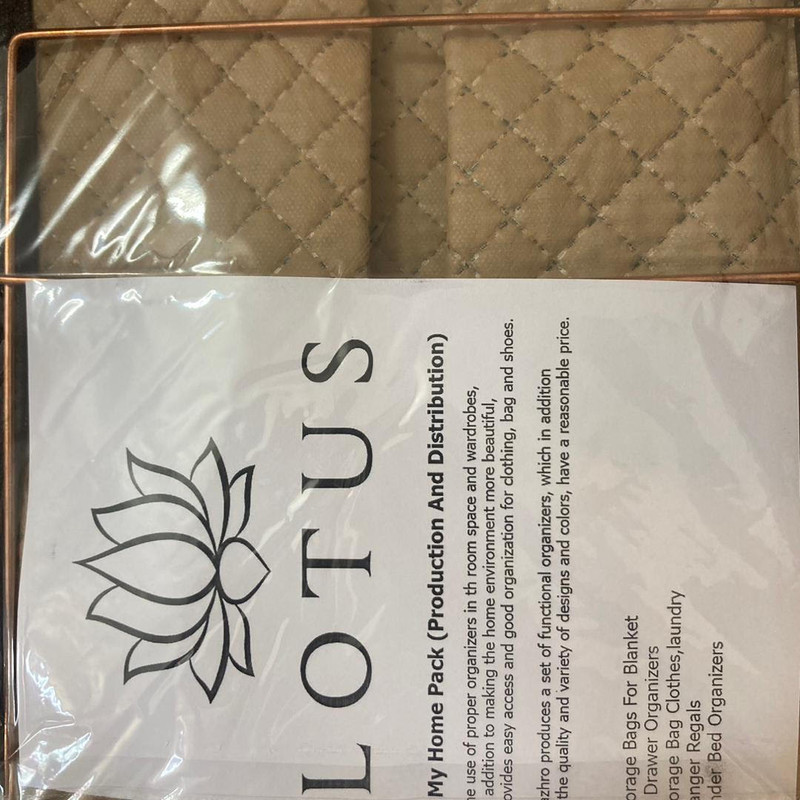 LOTUS
My Home Pack (Production And Distribution)
use of proper organizers in th room space and wardrobes,
addition to making the home environment more beautiful,
easy access and good organization for clothing, bag and shoes.
produces a set of functional organizers, which in addition
the quality and variety of designs and colors, have a reasonable price.
Bags For Blanket
Drawer Organizers
Bag Clothes,laundry
Regals
Bed Organizers